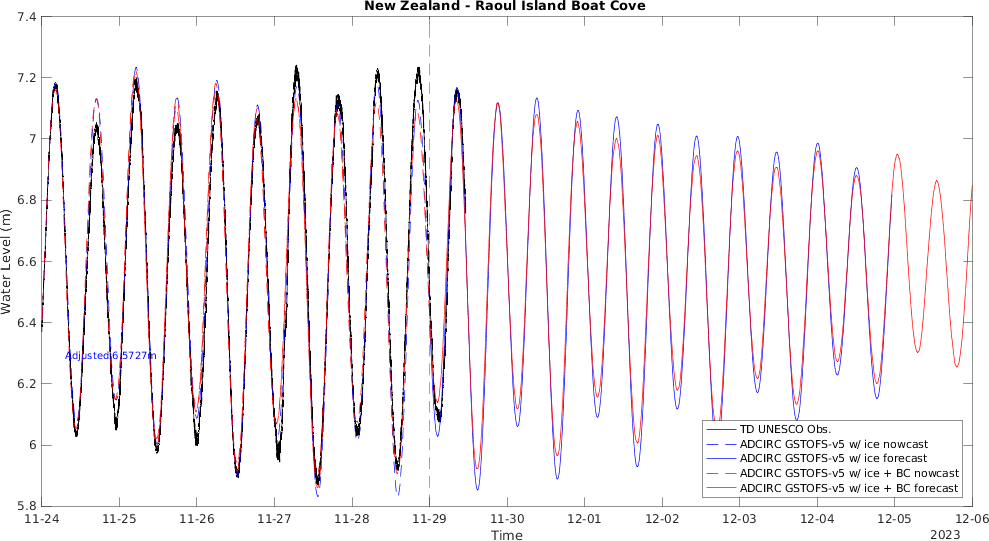 New Zealand - Raoul Island Boat Cove
7.4
7.2
7
6.8
6.6
6.4
6.2
6
5.8
Water Level (m)
Adjusted:6.5727m
TD UNESCO Obs.
ADCIRC GSTOFS-v5 w/ ice nowcast
ADCIRC GSTOFS-v5 w/ ice forecast
ADCIRC GSTOFS-v5 w/ ice + BC nowcast
ADCIRC GSTOFS-v5 w/ ice + BC forecast
11-24 11-25 11-26 11-27 11-28 11-29 11-30 12-01 12-02 12-03 12-04 12-05 12-06
Time
2023